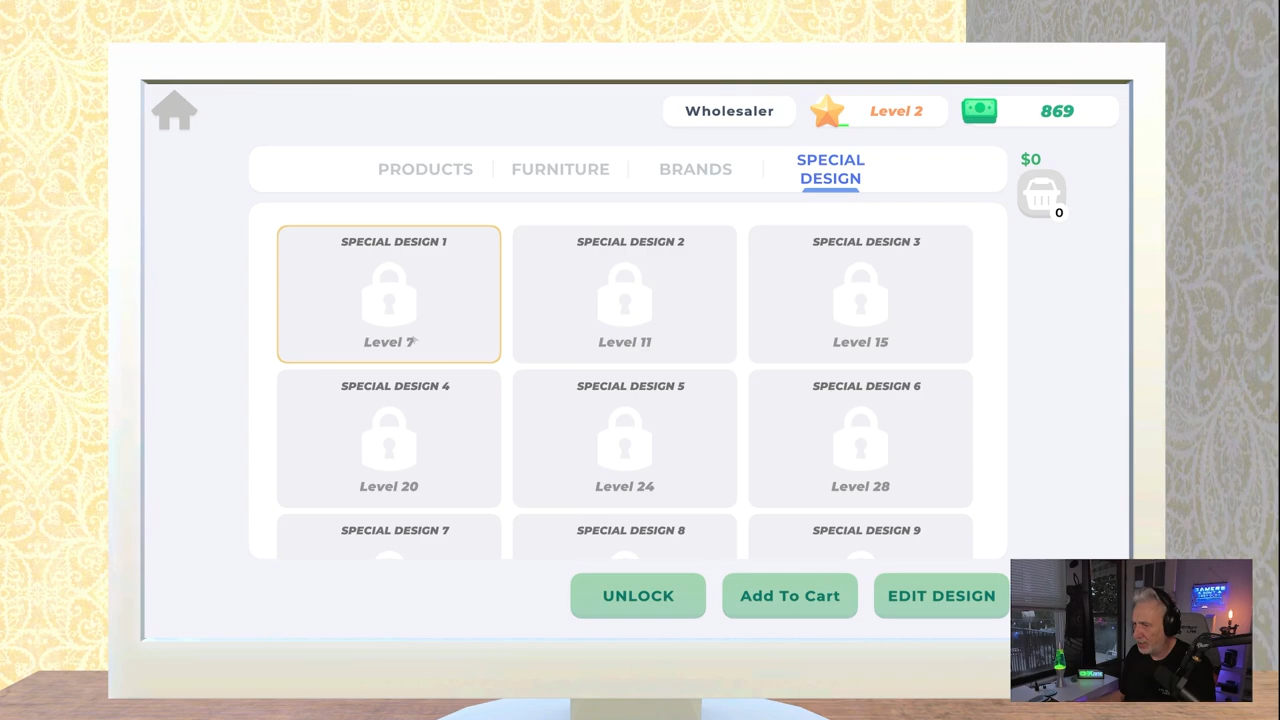 Wholesaler
Level 2
869
PRODUCTS
FURNITURE
BRANDS
SPECIAL
DESIGN
$0
0
SPECIAL DESIGN 1
Level 7
SPECIAL DESIGN 2
Level 11
SPECIAL DESIGN 3
Level 15
SPECIAL DESIGN 4
Level 20
SPECIAL DESIGN 5
Level 24
SPECIAL DESIGN 6
Level 28
SPECIAL DESIGN 7
SPECIAL DESIGN 8
SPECIAL DESIGN 9
UNLOCK
Add To Cart
EDIT DESIGN